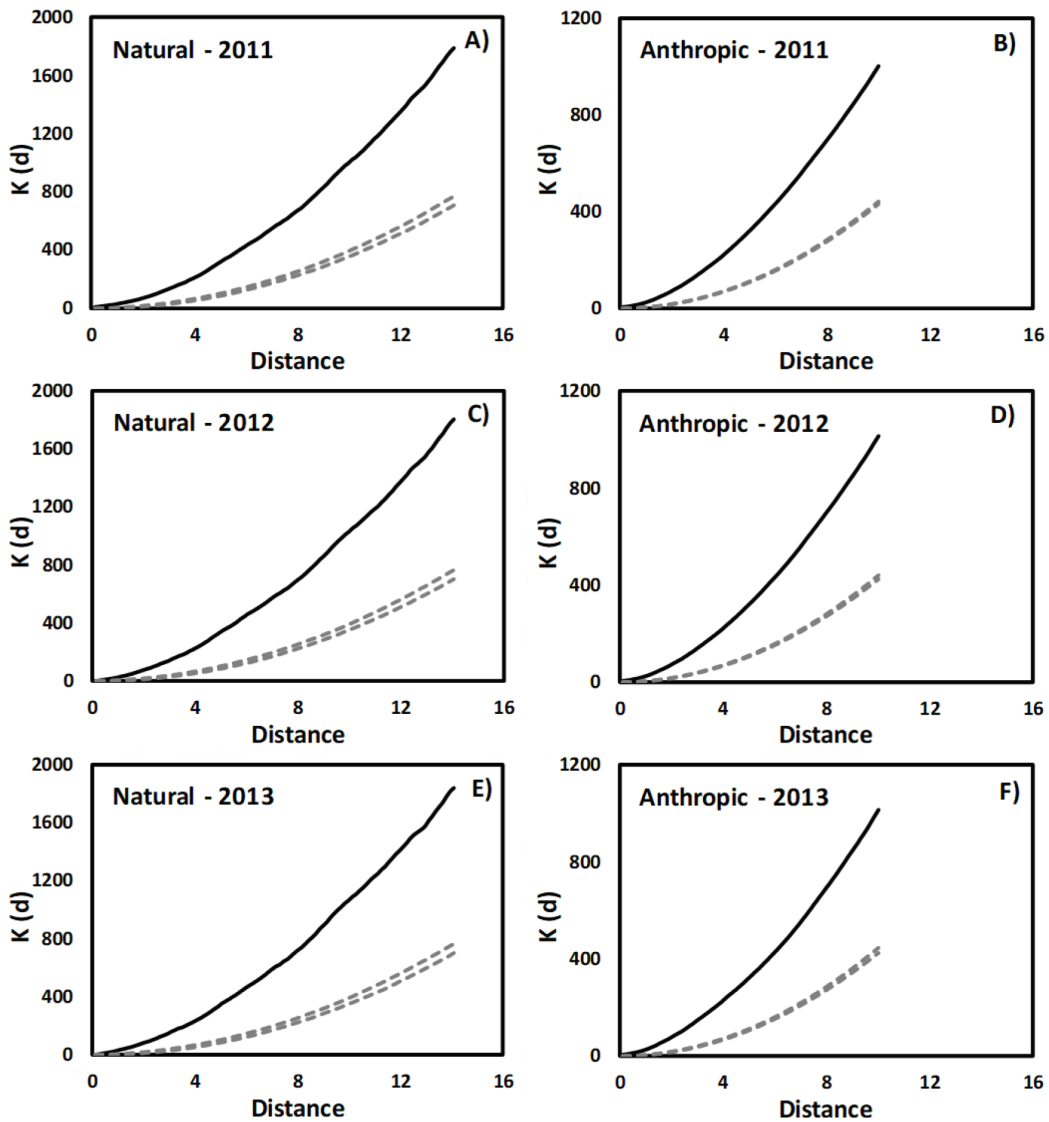 2000
1600
1200
800
400
0
K (d)
Natural - 2011
A)
0 4 8 12 16
Distance
1200
800
400
0
K (d)
Anthropic - 2011
B)
0 4 8 12 16
Distance
2000
1600
1200
800
400
0
K (d)
Natural - 2012
C)
0 4 8 12 16
Distance
1200
800
400
0
K (d)
Anthropic - 2012
D)
0 4 8 12 16
Distance
2000
1600
1200
800
400
0
K (d)
Natural - 2013
E)
0 4 8 12 16
Distance
1200
800
400
0
K (d)
Anthropic - 2013
F)
0 4 8 12 16
Distance